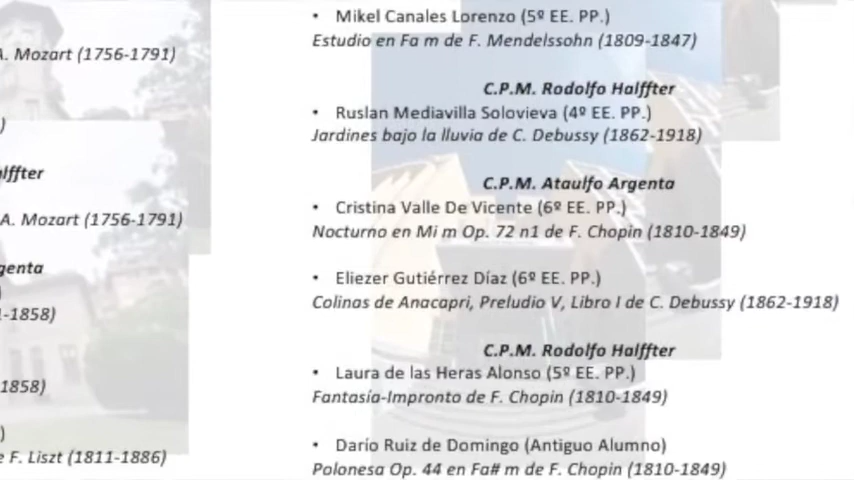 A. Mozart (1756-1791)
)
lffter
A. Mozart (1756-1791)
genta
)
-1858)
1858)
)
e F. Liszt (1811-1886)
• Mikel Canales Lorenzo (5º EE. PP.)
Estudio en Fa m de F. Mendelssohn (1809-1847)
C.P.M. Rodolfo Halffter
• Ruslan Mediavilla Solovieva (4º EE. PP.)
Jardines bajo la lluvia de C. Debussy (1862-1918)
C.P.M. Ataulfo Argenta
• Cristina Valle De Vicente (6º EE. PP.)
Nocturno en Mi m Op. 72 n1 de F. Chopin (1810-1849)
• Eliezer Gutiérrez Díaz (6º EE. PP.)
Colinas de Anacapri, Preludio V, Libro I de C. Debussy (1862-1918)
C.P.M. Rodolfo Halffter
• Laura de las Heras Alonso (5º EE. PP.)
Fantasía-Impronto de F. Chopin (1810-1849)
• Darío Ruiz de Domingo (Antiguo Alumno)
Polonesa Op. 44 en Fa# m de F. Chopin (1810-1849)